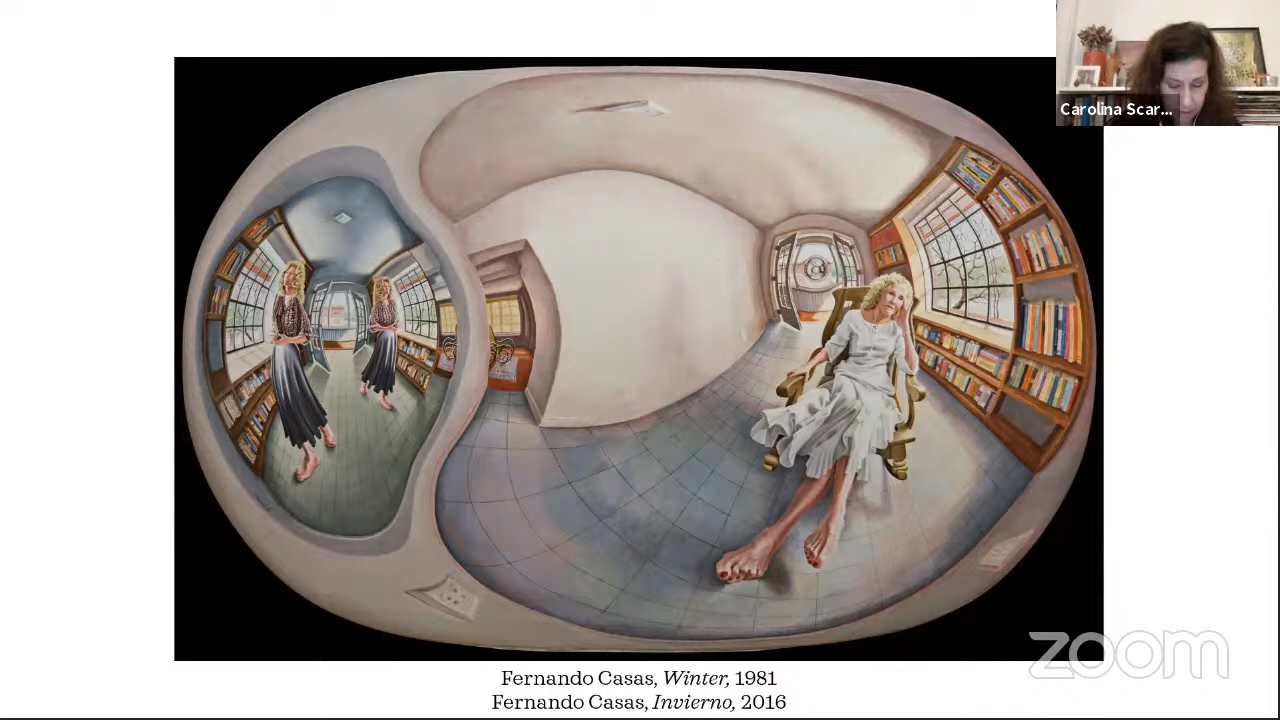 Carolina Scar...
zoom
Fernando Casas, Winter, 1981
Fernando Casas, Invierno, 2016